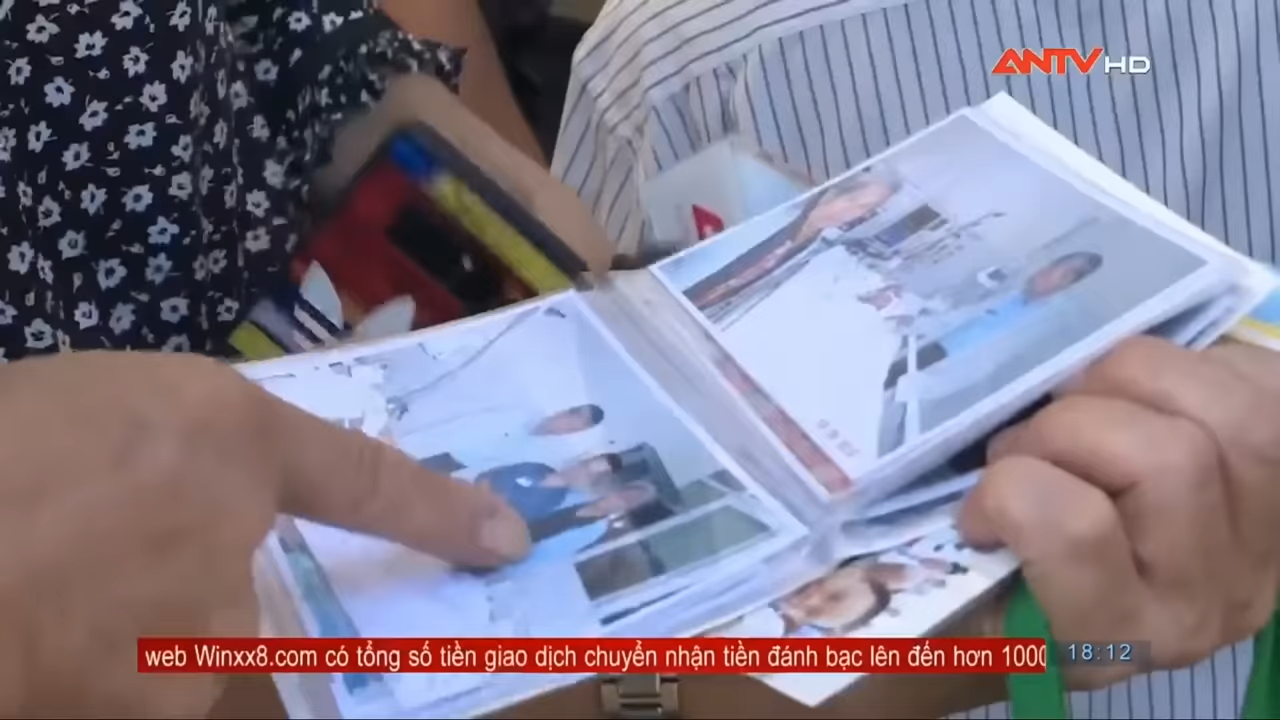 ANTV HD
web Winxx8.com có tổng số tiền giao dịch chuyển nhận tiền đánh bạc lên đến hơn 1000
18:12